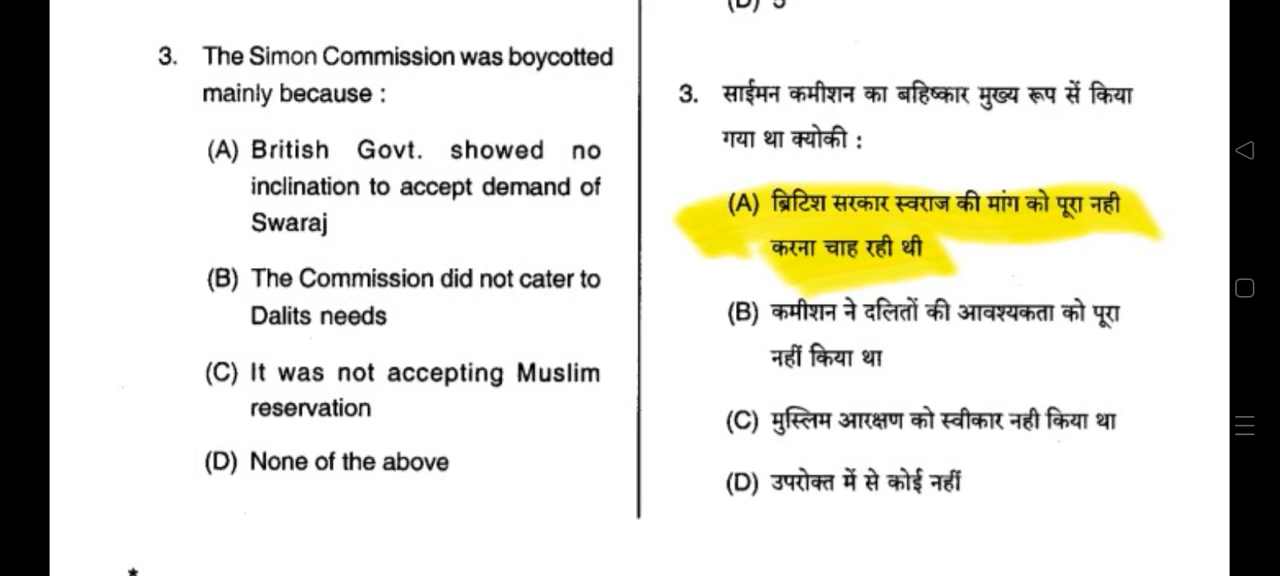 3. The Simon Commission was boycotted
mainly because :
(A) British Govt. showed no
inclination to accept demand of
Swaraj
(B) The Commission did not cater to
Dalits needs
(C) It was not accepting Muslim
reservation
(D) None of the above
3. साईमन कमीशन का बहिष्कार मुख्य रूप सें किया
गया था क्योकी :
(A) ब्रिटिश सरकार स्वराज की मांग को पूरा नही
करना चाह रही थी
(B) कमीशन ने दलितों की आवश्यकता को पूरा
नहीं किया था
(C) मुस्लिम आरक्षण को स्वीकार नही किया था
(D) उपरोक्त में से कोई नहीं